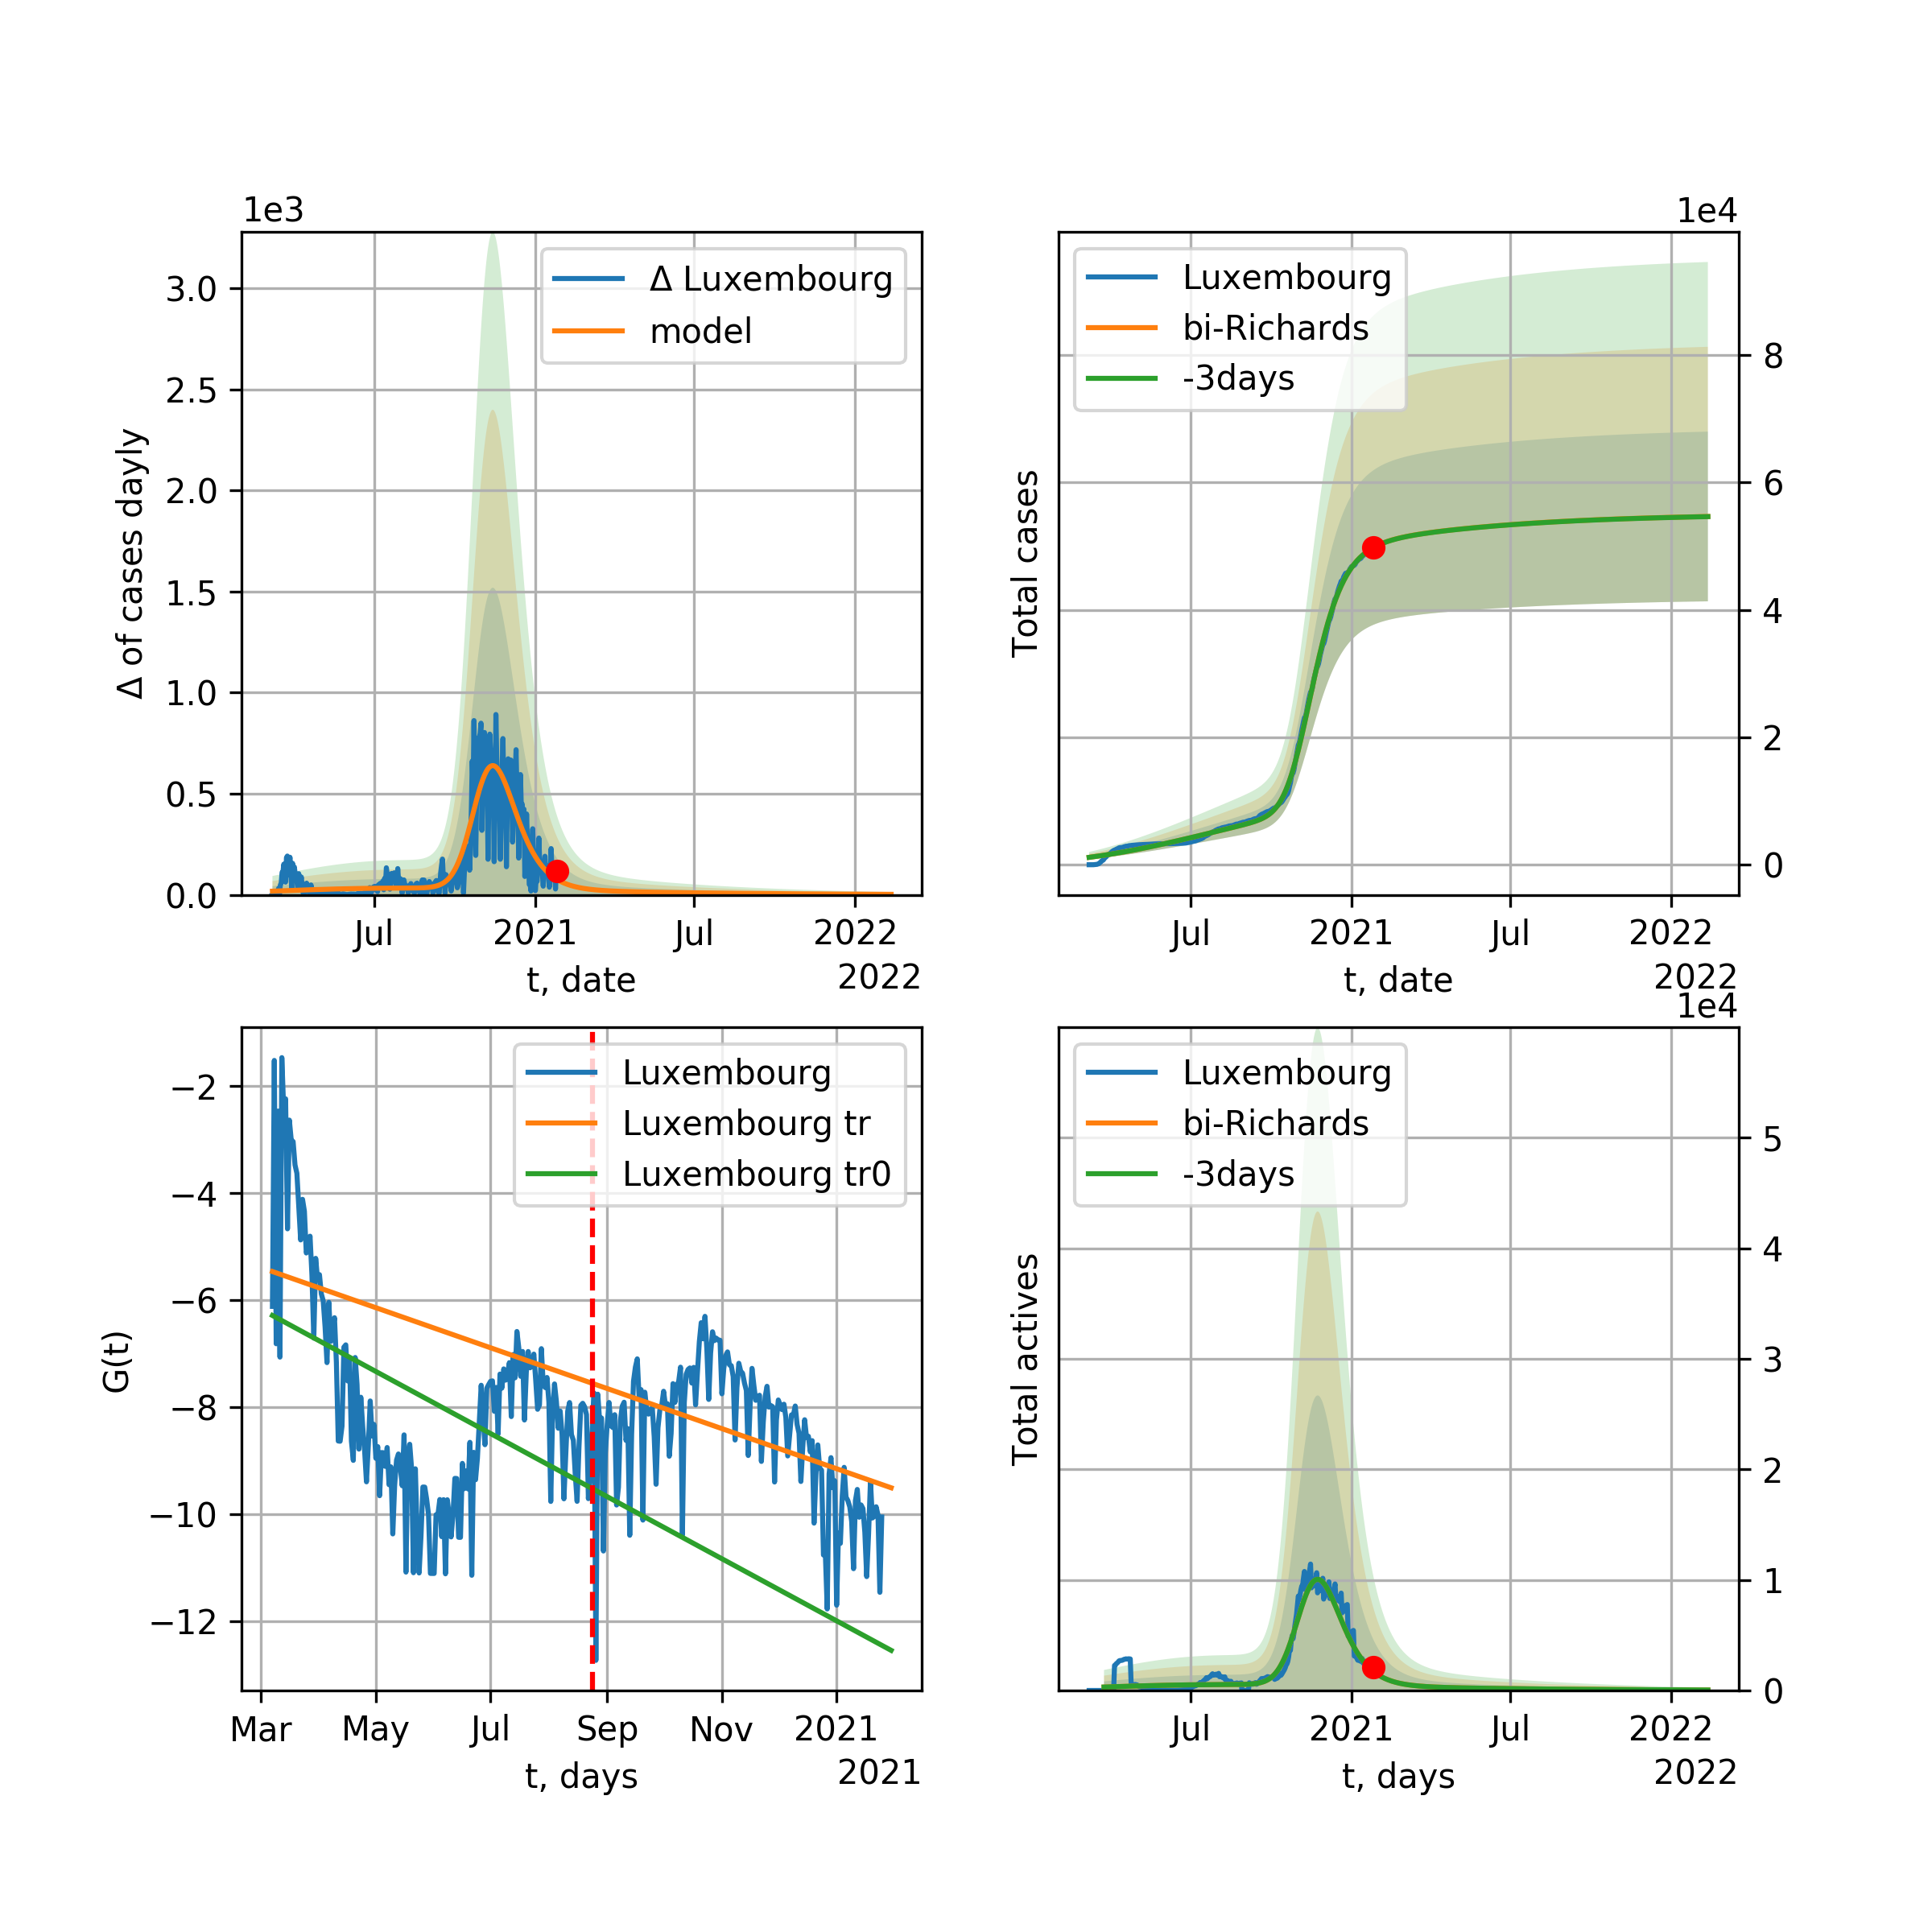 1e3
Δ Luxembourg
model
3.0
2.5
2.0
1.5
1.0
0.5
0.0
Δ of cases dayly
Jul
2021
Jul
2022
t, date
2022
1e4
Luxembourg
bi-Richards
-3days
8
6
4
2
0
Total cases
Jul
2021
Jul
2022
t, date
2022
Luxembourg
Luxembourg tr
Luxembourg tr0
−2
−4
−6
−8
−10
−12
G(t)
Mar
May
Jul
Sep
Nov
2021
t, days
2021
1e4
Luxembourg
bi-Richards
-3days
5
4
3
2
1
0
Total actives
Jul
2021
Jul
2022
t, days
2022